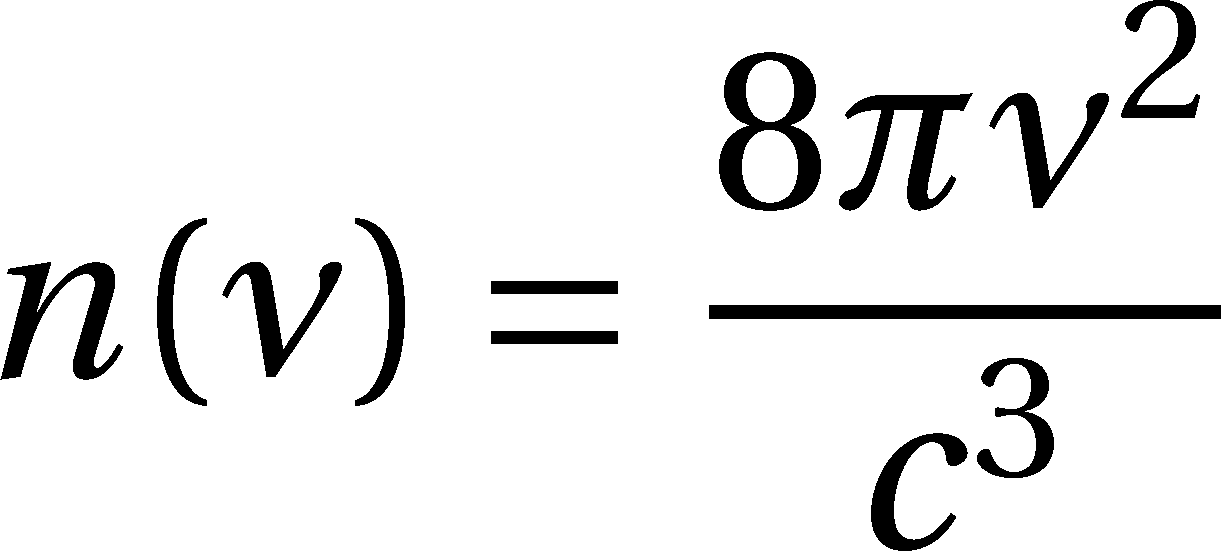 n(ν) = 8πν²/c³